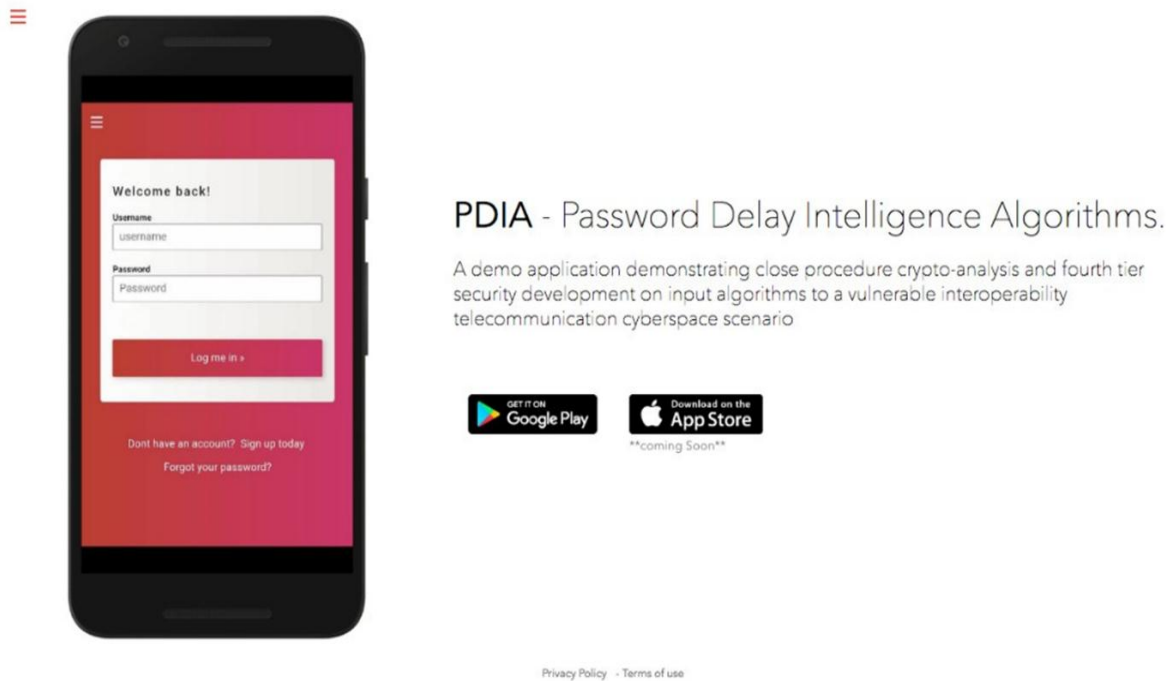 Welcome back!
Username
username
Password
Password
Log me in »
Dont have an account? Sign up today
Forgot your password?
PDIA - Password Delay Intelligence Algorithms.
A demo application demonstrating close procedure crypto-analysis and fourth tier
security development on input algorithms to a vulnerable interoperability
telecommunication cyberspace scenario
GET IT ON
Google Play
Download on the
App Store
**coming Soon**
Privacy Policy - Terms of use